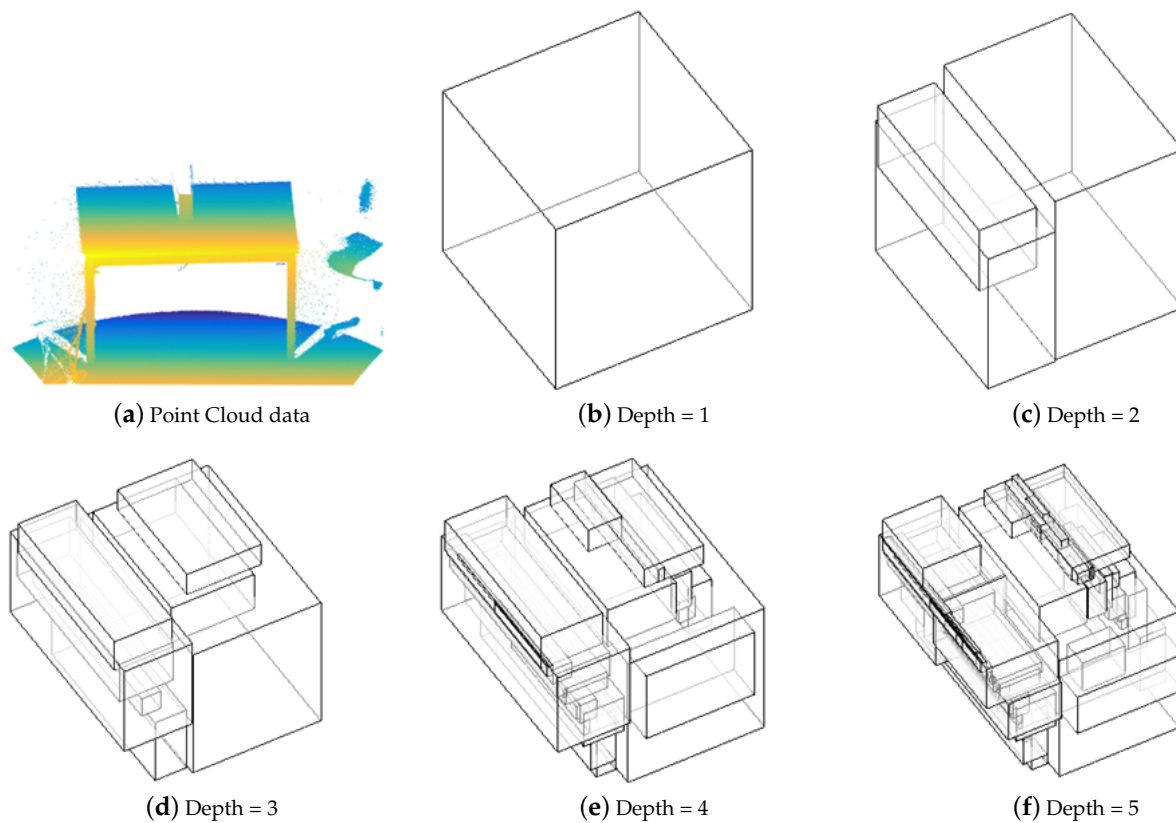 (a) Point Cloud data
(b) Depth = 1
(c) Depth = 2
(d) Depth = 3
(e) Depth = 4
(f) Depth = 5